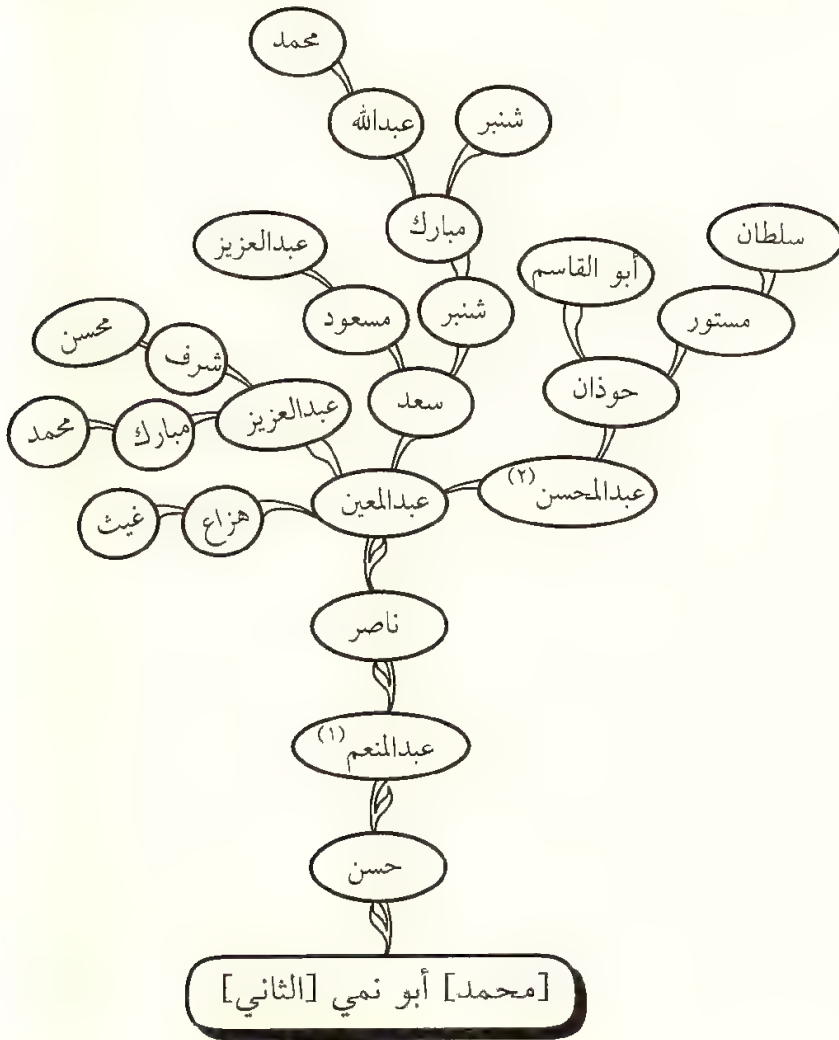 محمد
عبدالله
شنبر
مبارك
سلطان
عبدالعزيز
أبو القاسم
مسعود
شنبر
مستور
محسن
شرف
عبدالعزيز
سعد
حوذان
محمد
مبارك
غيث
هزاع
عبدالمعين
عبدالمحسن (٢)
ناصر
عبدالمنعم (١)
حسن
[محمد] أبو نمي [الثاني]